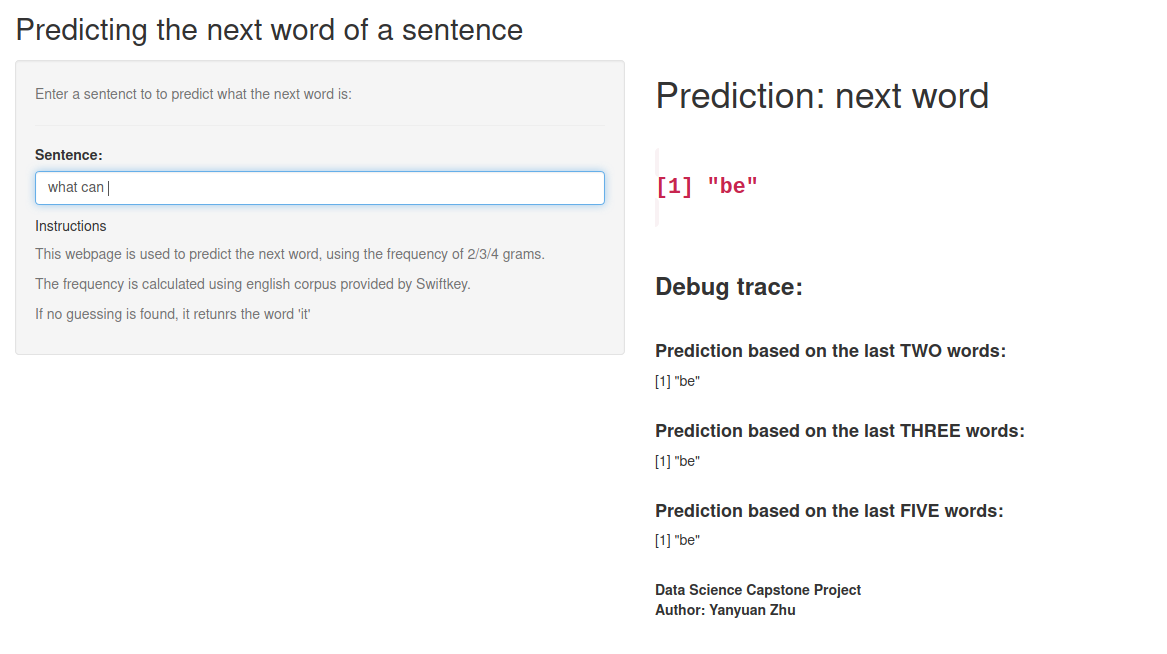 Predicting the next word of a sentence
Enter a sentenct to to predict what the next word is:
Sentence:
what can
Instructions
This webpage is used to predict the next word, using the frequency of 2/3/4 grams.
The frequency is calculated using english corpus provided by Swiftkey.
If no guessing is found, it retunrs the word 'it'
Prediction: next word
[1] "be"
Debug trace:
Prediction based on the last TWO words:
[1] "be"
Prediction based on the last THREE words:
[1] "be"
Prediction based on the last FIVE words:
[1] "be"
Data Science Capstone Project
Author: Yanyuan Zhu